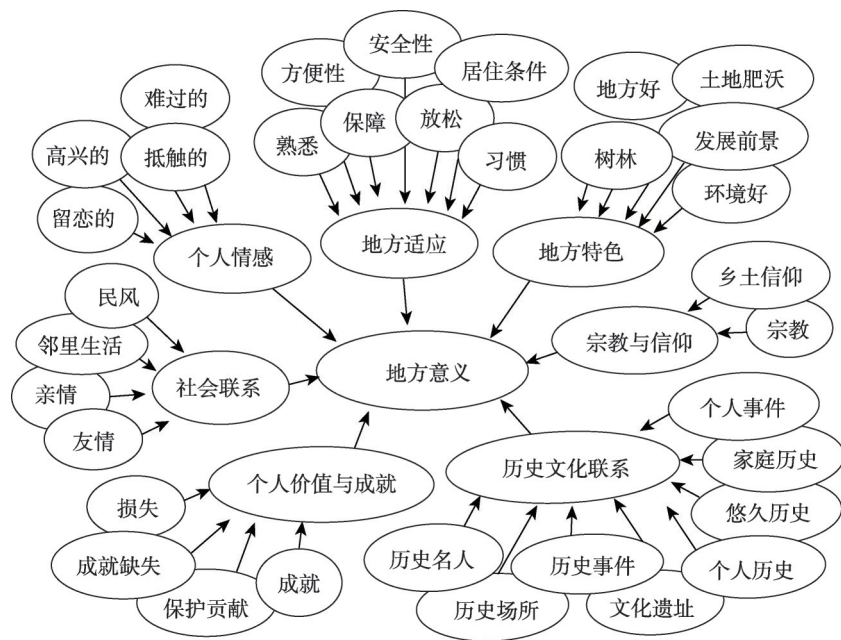 安全性
方便性
居住条件
地方好
土地肥沃
难过的
保障
放松
熟悉
发展前景
高兴的
抵触的
习惯
树林
环境好
留恋的
个人情感
地方适应
地方特色
乡土信仰
民风
宗教
邻里生活
宗教与信仰
地方意义
社会联系
亲情
友情
个人事件
个人价值与成就
历史文化联系
家庭历史
损失
悠久历史
成就缺失
历史名人
历史事件
个人历史
成就
保护贡献
历史场所
文化遗址